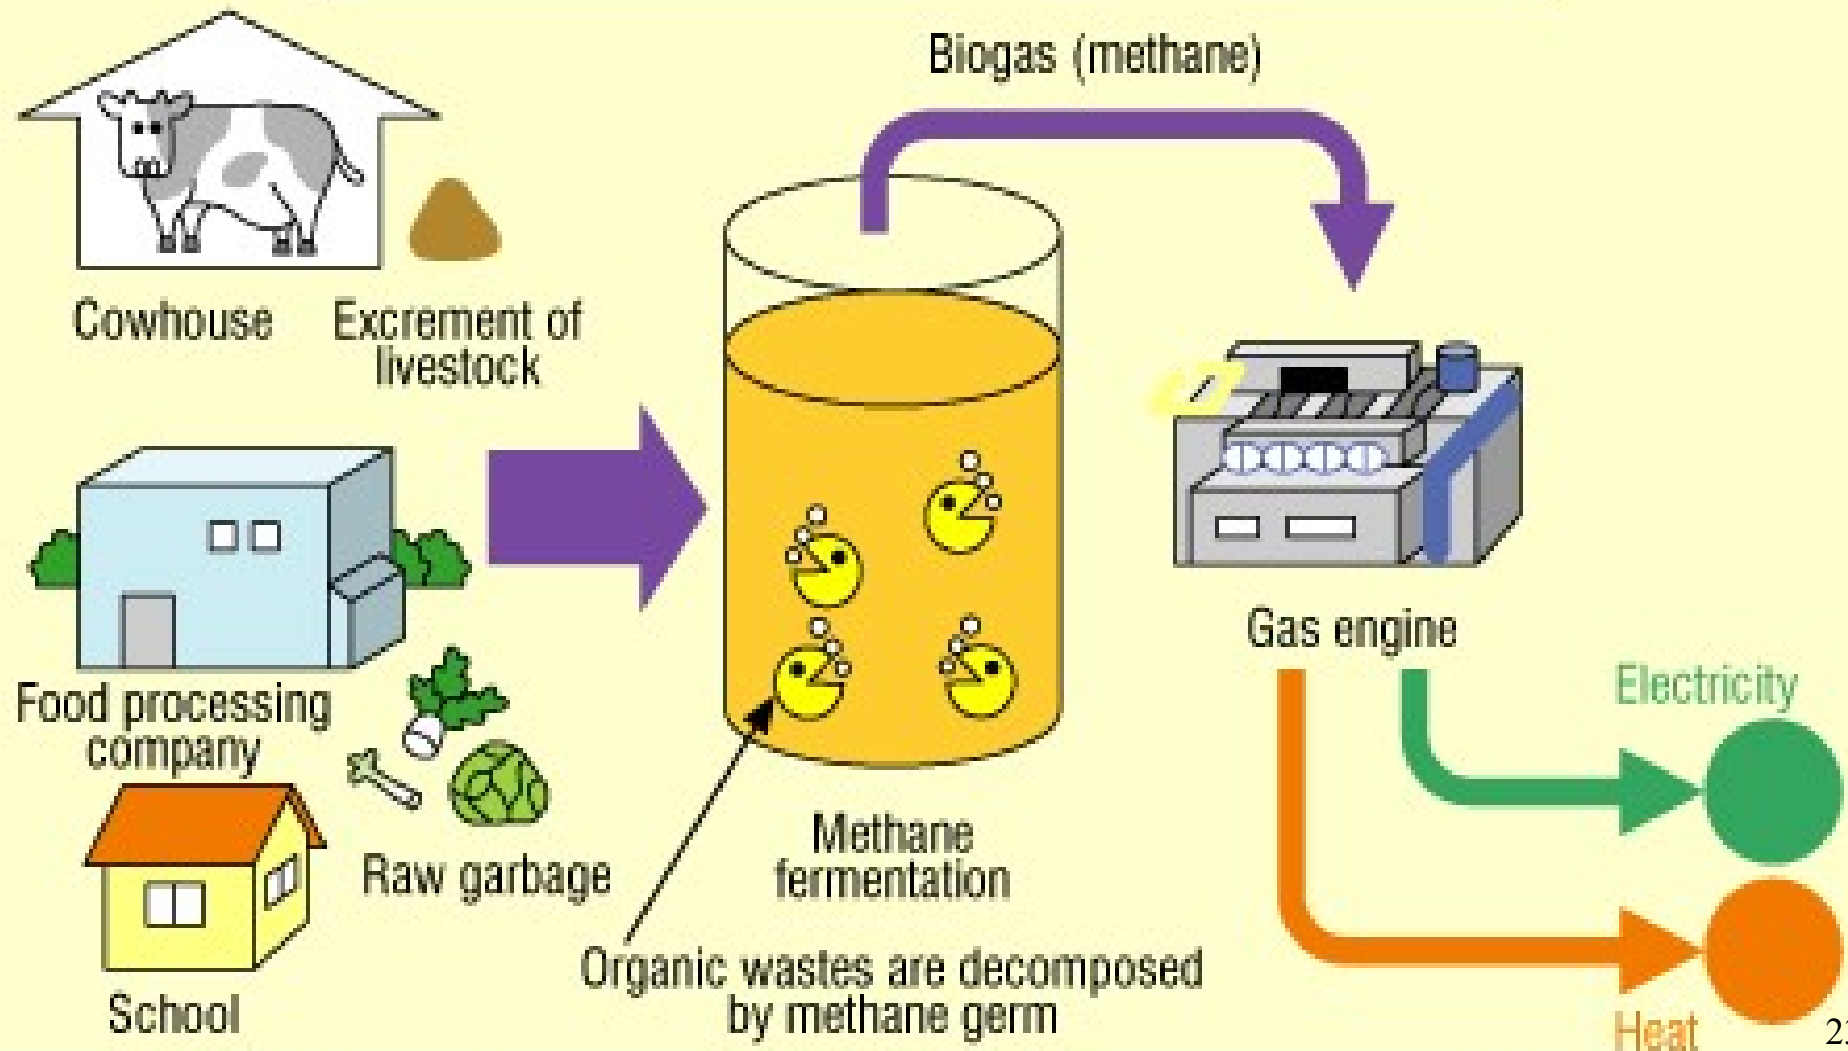 Biogas (methane)
Cowhouse
Excrement of
livestock
Food processing
company
Raw garbage
School
Methane
fermentation
Organic wastes are decomposed
by methane germ
Gas engine
Electricity
Heat